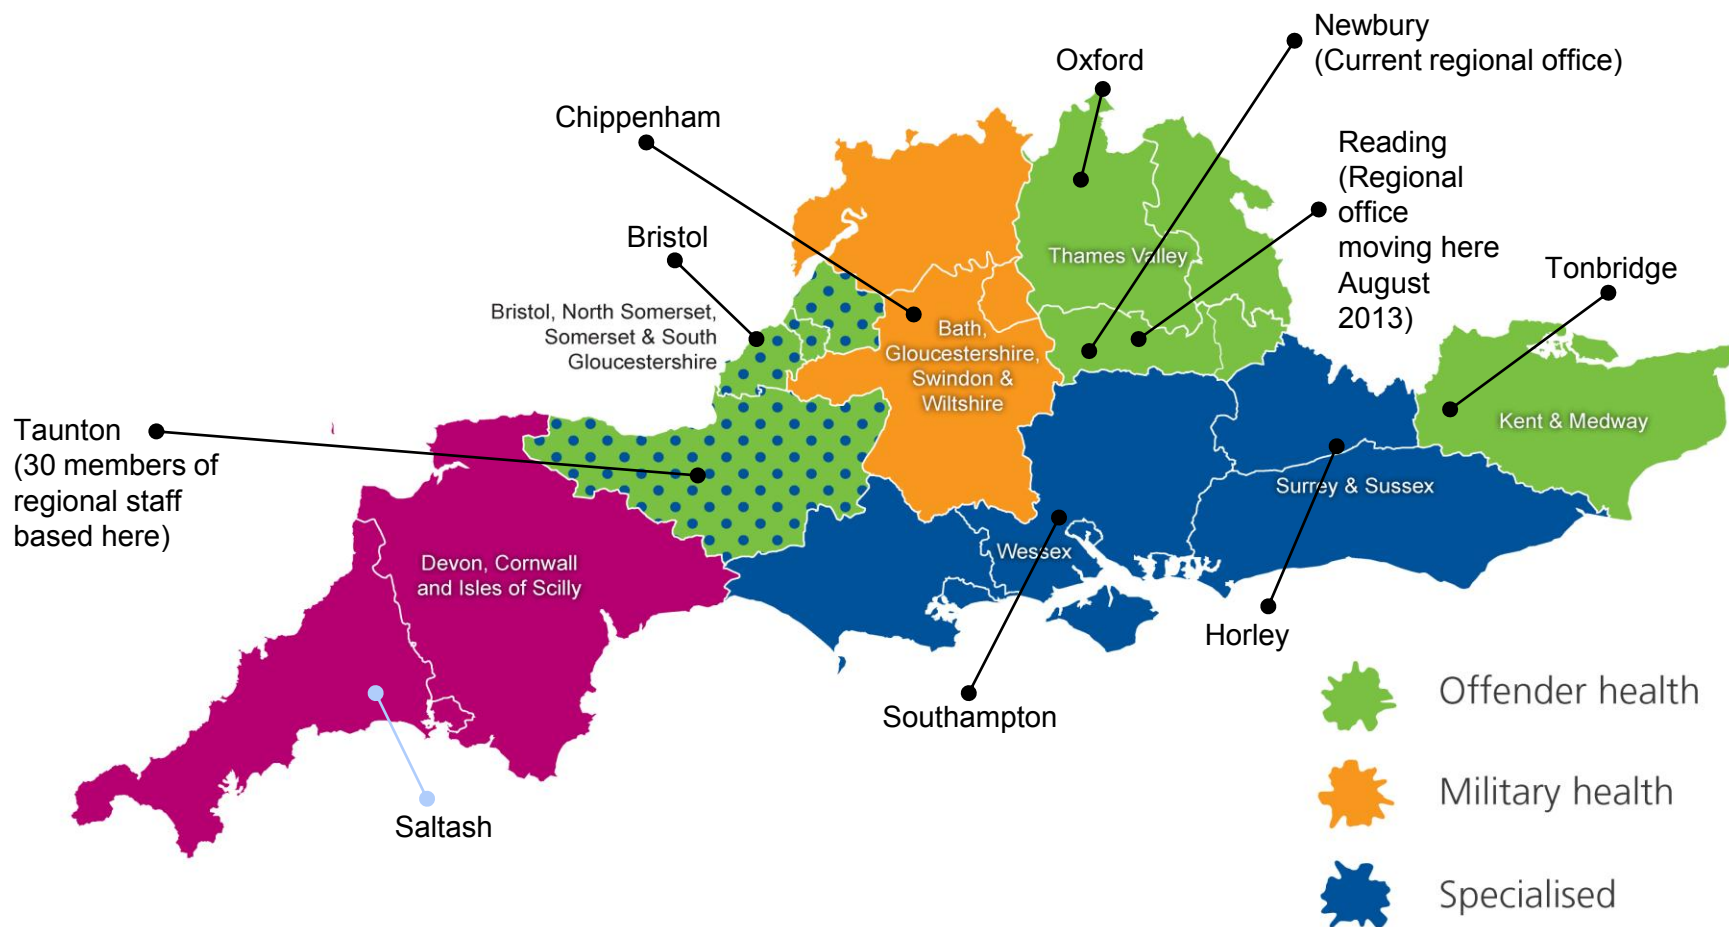 Newbury
(Current regional office)
Oxford
Chippenham
Reading
(Regional
office
moving here
August
2013)
Bristol
Thames Valley
Tonbridge
Bristol, North Somerset,
Somerset & South
Gloucestershire
Bath,
Gloucestershire,
Swindon &
Wiltshire
Kent & Medway
Taunton
(30 members of
regional staff
based here)
Surrey & Sussex
Wessex
Devon, Cornwall
and Isles of Scilly
Horley
Southampton
Saltash
Offender health
Military health
Specialised